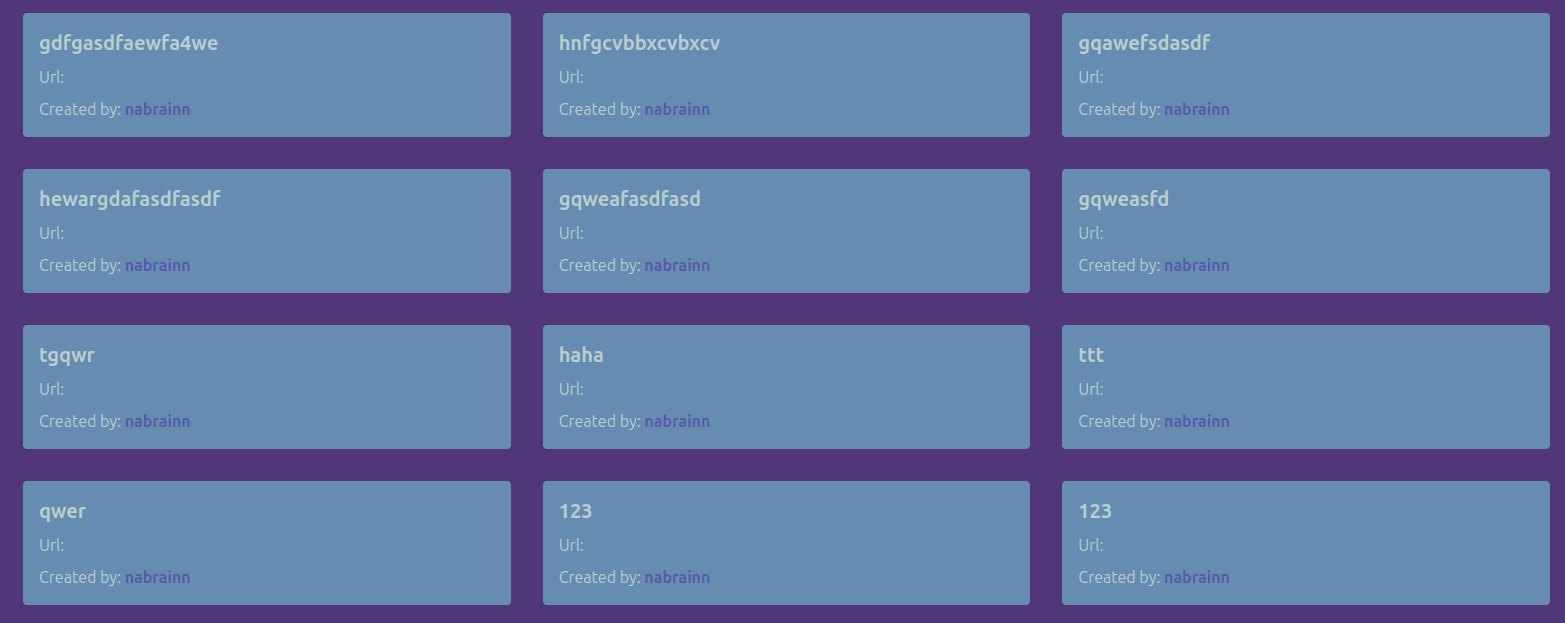 gdfgasdfaewfa4we
Url:
Created by: nabrainn
hnfgcvbbxcvbxcv
Url:
Created by: nabrainn
gqawefsdasdf
Url:
Created by: nabrainn
hewargdafasdfasdf
Url:
Created by: nabrainn
gqweafasdfasd
Url:
Created by: nabrainn
gqweasfd
Url:
Created by: nabrainn
tgqwr
Url:
Created by: nabrainn
haha
Url:
Created by: nabrainn
ttt
Url:
Created by: nabrainn
qwer
Url:
Created by: nabrainn
123
Url:
Created by: nabrainn
123
Url:
Created by: nabrainn